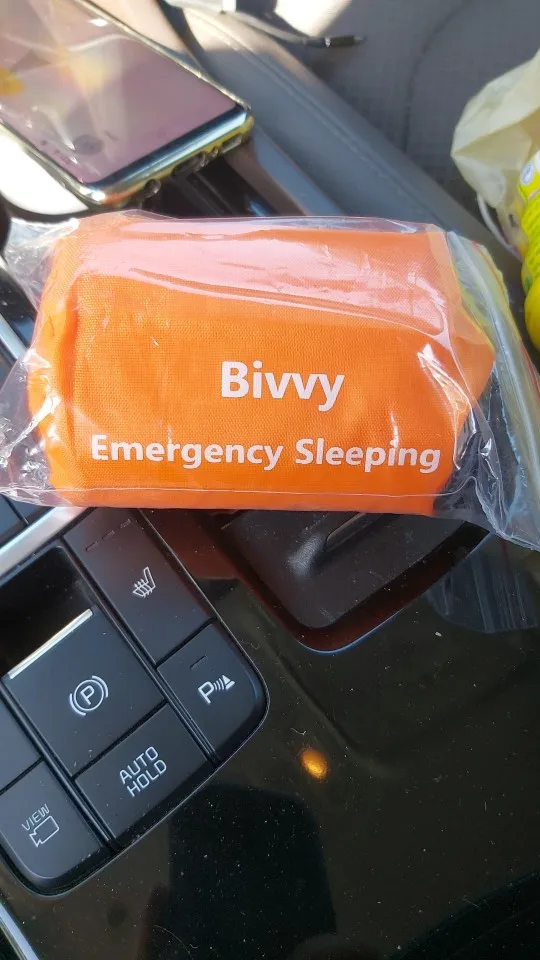 Bivvy
Emergency Sleeping
P
P
AUTO
HOLD
VIEW